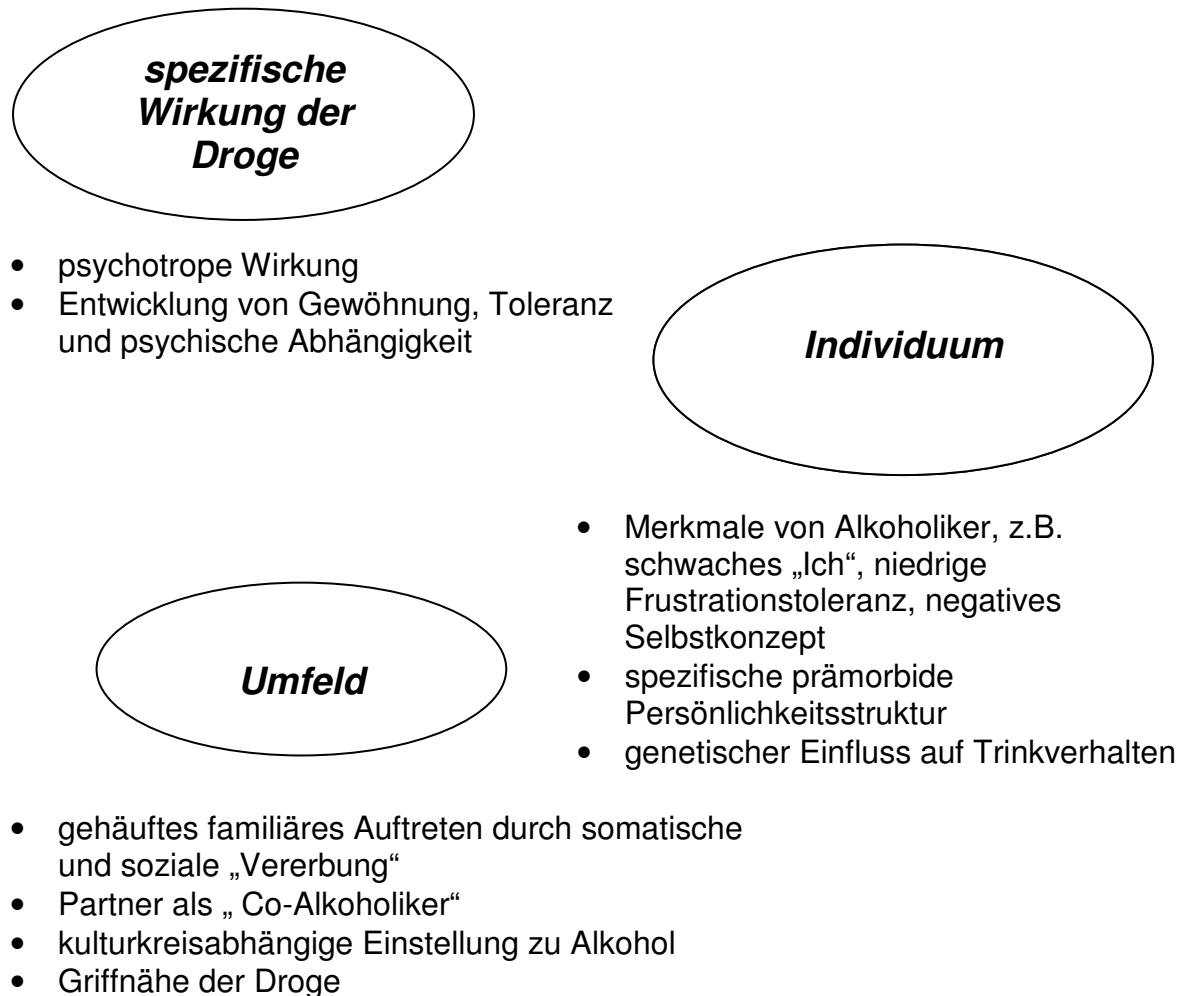 spezifische
Wirkung der
Droge
• psychotrope Wirkung
• Entwicklung von Gewöhnung, Toleranz
und psychische Abhängigkeit
Individuum
• Merkmale von Alkoholiker, z.B.
schwaches „Ich“, niedrige
Frustrationstoleranz, negatives
Selbstkonzept
• spezifische prämorbide
Persönlichkeitsstruktur
• genetischer Einfluss auf Trinkverhalten
Umfeld
• gehäuftes familiäres Auftreten durch somatische
und soziale „Vererbung“
• Partner als „ Co-Alkoholiker“
• kulturkreisabhängige Einstellung zu Alkohol
• Griffnähe der Droge